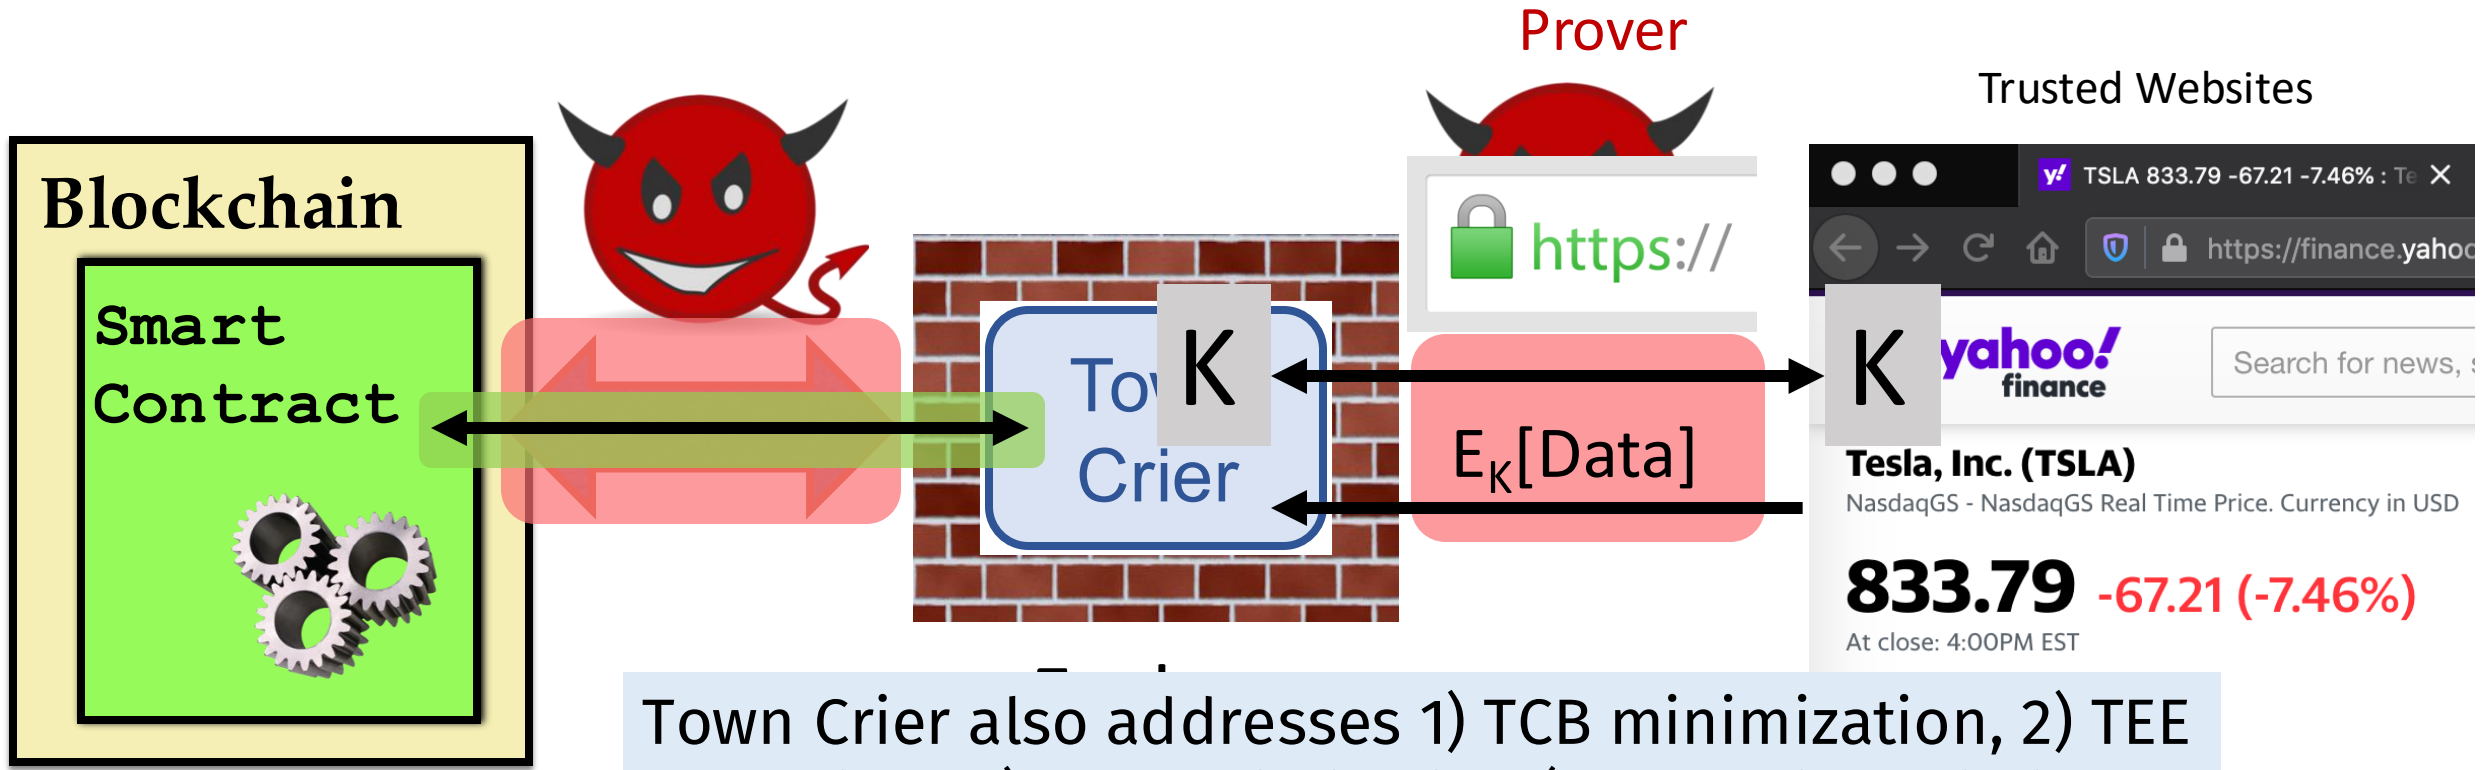 Prover
Trusted Websites
Blockchain
Smart
Contract
Crier
K
https://
E_K[Data]
K
TSLA 833.79 -67.21 -7.46% : Te
https://finance.yahoo
yahoo!
finance
Search for news, s
Tesla, Inc. (TSLA)
NasdaqGS - NasdaqGS Real Time Price. Currency in USD
833.79 -67.21 (-7.46%)
At close: 4:00PM EST
Town Crier also addresses 1) TCB minimization, 2) TEE